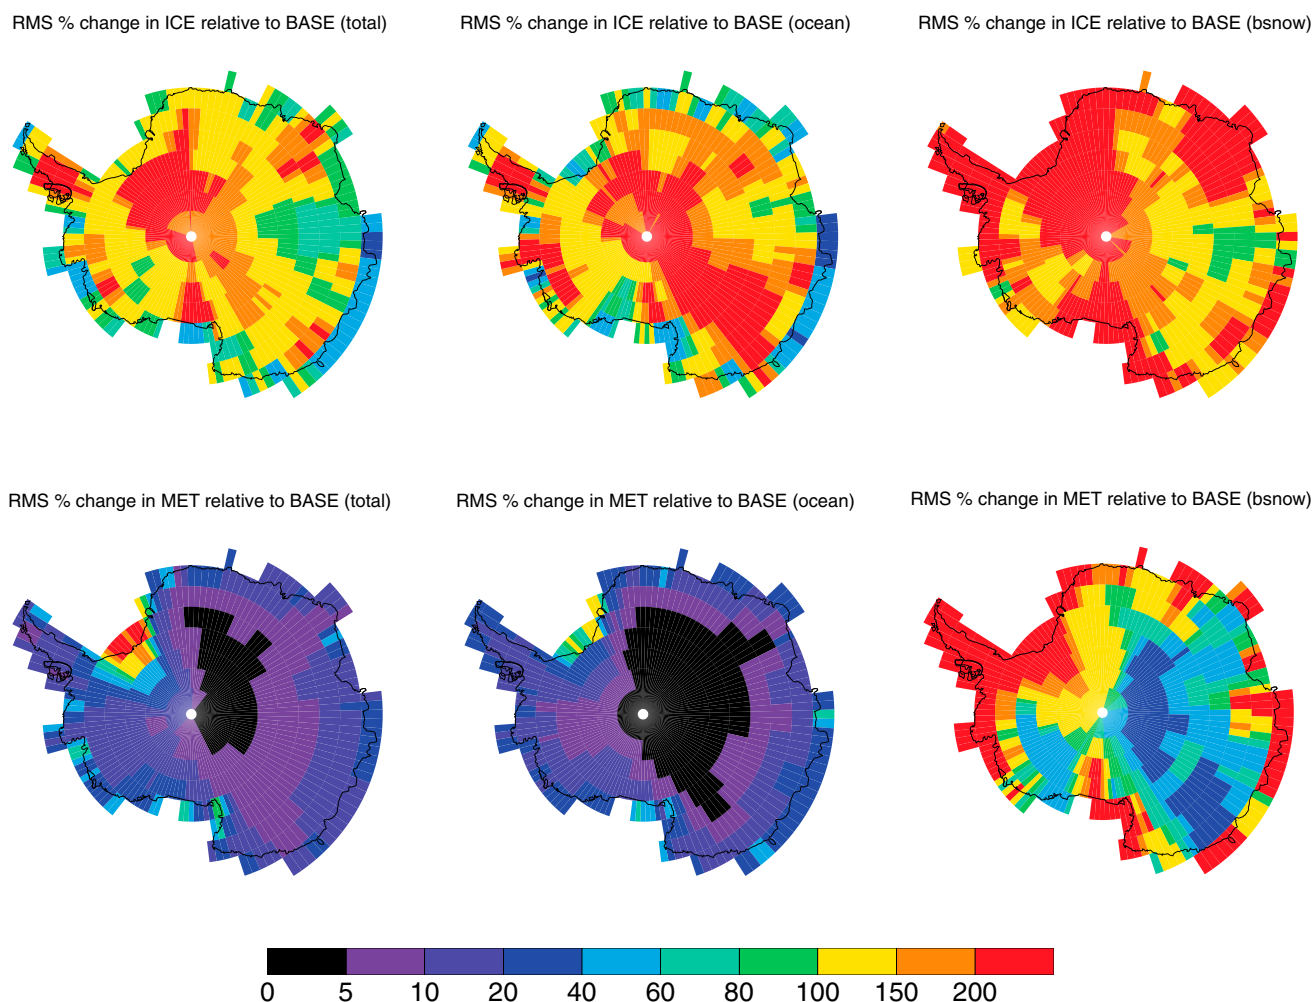 RMS % change in ICE relative to BASE (total)
RMS % change in ICE relative to BASE (ocean)
RMS % change in ICE relative to BASE (bsnow)
RMS % change in MET relative to BASE (total)
RMS % change in MET relative to BASE (ocean)
RMS % change in MET relative to BASE (bsnow)
0 5 10 20 40 60 80 100 150 200